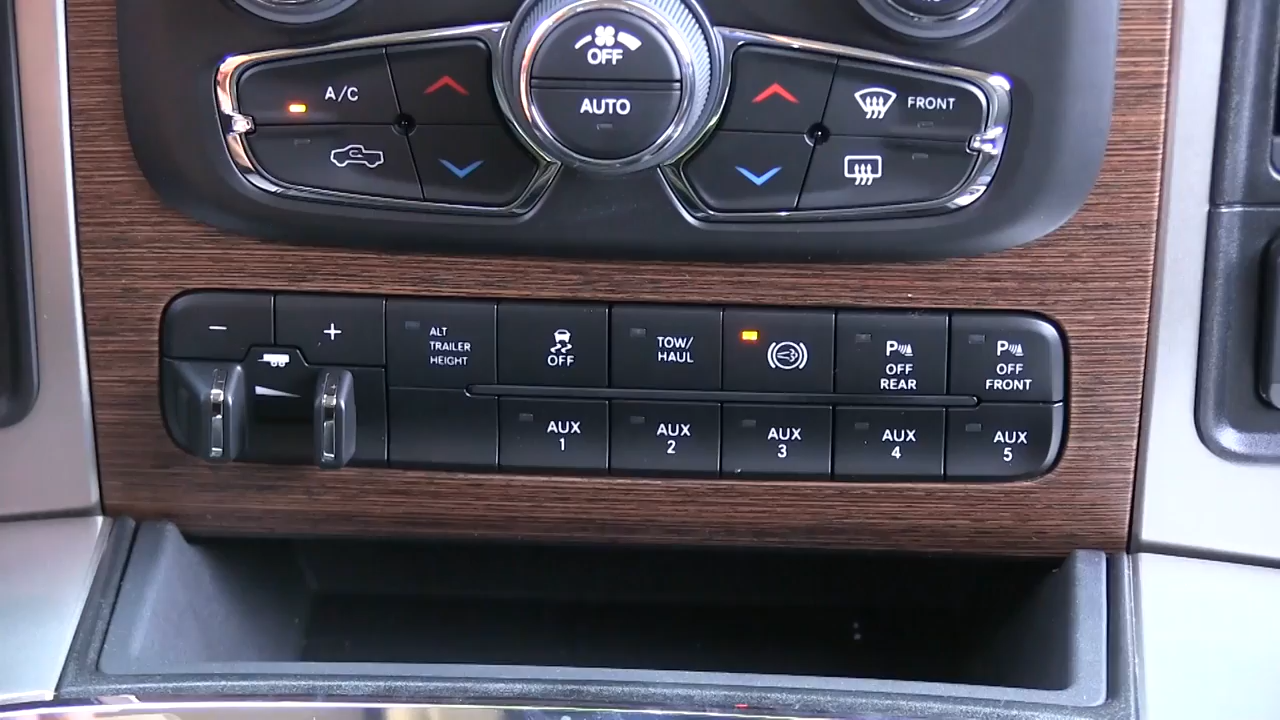 OFF
A/C
AUTO
FRONT
− +
ALT
TRAILER
HEIGHT
OFF
TOW/
HAUL
P
OFF
REAR
P
OFF
FRONT
AUX
1
AUX
2
AUX
3
AUX
4
AUX
5